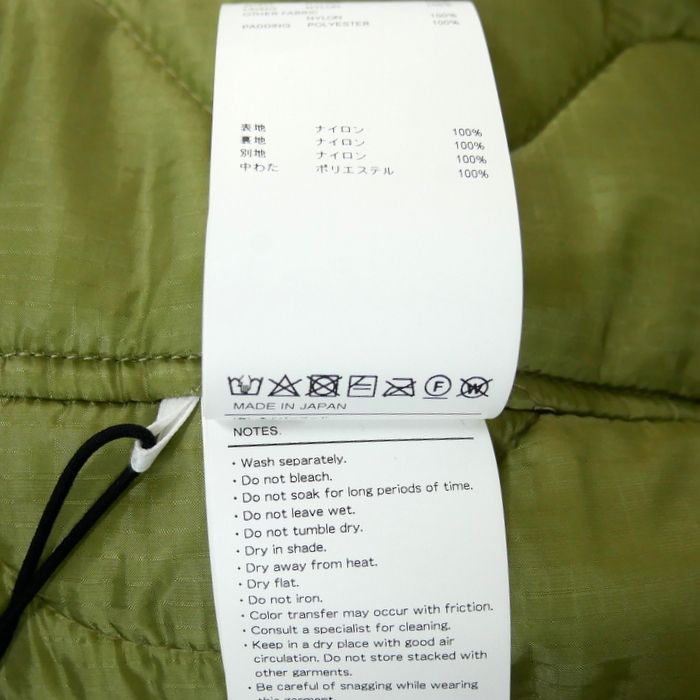 LINING NYLON 100%
OTHER FABRIC
NYLON 100%
PADDING POLYESTER 100%
表地 ナイロン 100%
裏地 ナイロン 100%
別地 ナイロン 100%
中わた ポリエステル 100%
F
W
MADE IN JAPAN
NOTES.
・Wash separately.
・Do not bleach.
・Do not soak for long periods of time.
・Do not leave wet.
・Do not tumble dry.
・Dry in shade.
・Dry away from heat.
・Dry flat.
・Do not iron.
・Color transfer may occur with friction.
・Consult a specialist for cleaning.
・Keep in a dry place with good air
circulation. Do not store stacked with
other garments.
・Be careful of snagging while wearing
this garment.